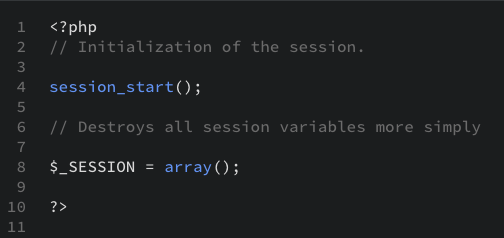 1 <?php
2 // Initialization of the session.
3
4 session_start();
5
6 // Destroys all session variables more simply
7
8 $_SESSION = array();
9
10 ?>
11